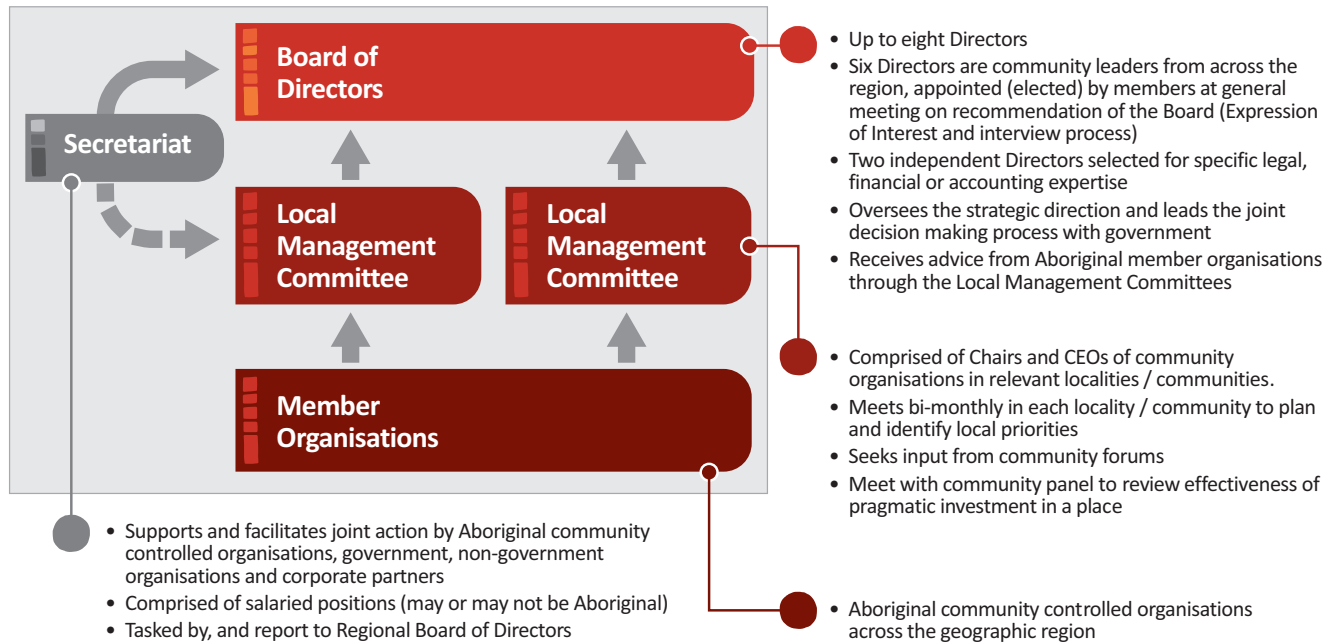 Board of
Directors
Secretariat
Local
Management
Committee
Local
Management
Committee
Member
Organisations
• Up to eight Directors
• Six Directors are community leaders from across the
region, appointed (elected) by members at general
meeting on recommendation of the Board (Expression
of Interest and interview process)
• Two independent Directors selected for specific legal,
financial or accounting expertise
• Oversees the strategic direction and leads the joint
decision making process with government
• Receives advice from Aboriginal member organisations
through the Local Management Committees
• Comprised of Chairs and CEOs of community
organisations in relevant localities / communities.
• Meets bi-monthly in each locality / community to plan
and identify local priorities
• Seeks input from community forums
• Meet with community panel to review effectiveness of
pragmatic investment in a place
• Supports and facilitates joint action by Aboriginal community
controlled organisations, government, non-government
organisations and corporate partners
• Comprised of salaried positions (may or may not be Aboriginal)
• Tasked by, and report to Regional Board of Directors
• Aboriginal community controlled organisations
across the geographic region